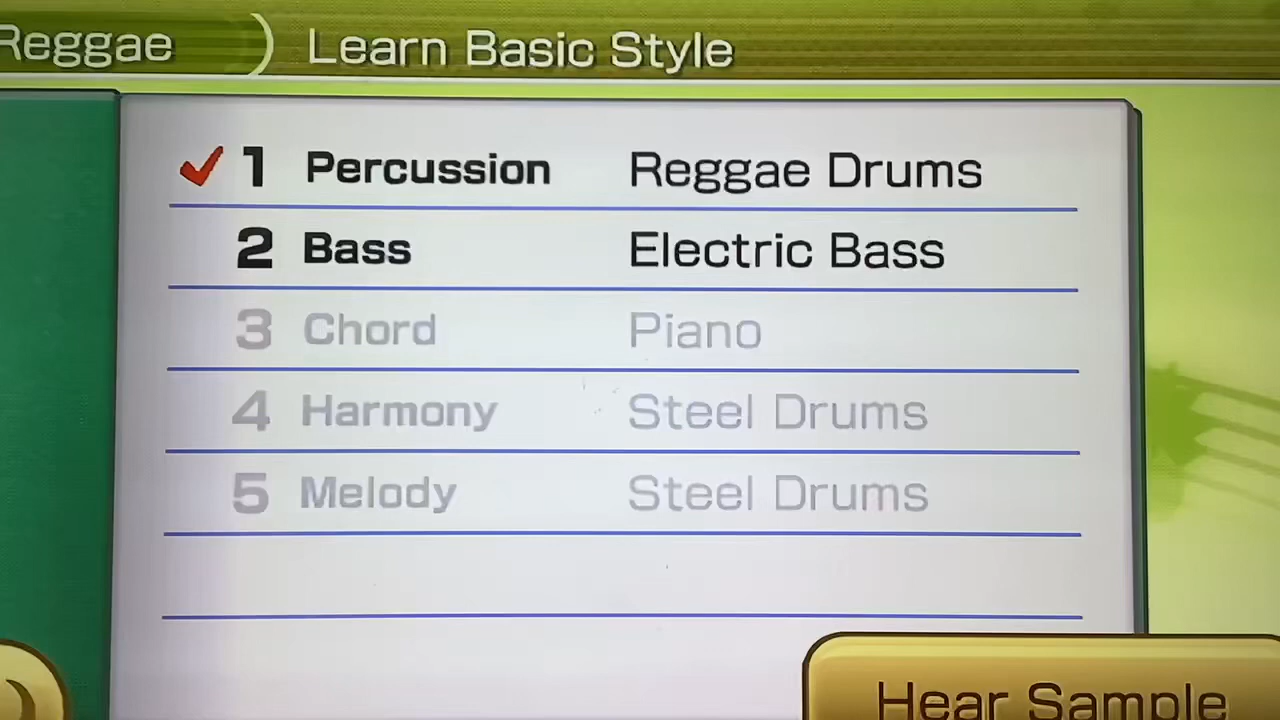 Reggae Learn Basic Style
1 Percussion Reggae Drums
2 Bass Electric Bass
3 Chord Piano
4 Harmony Steel Drums
5 Melody Steel Drums
Hear Sample